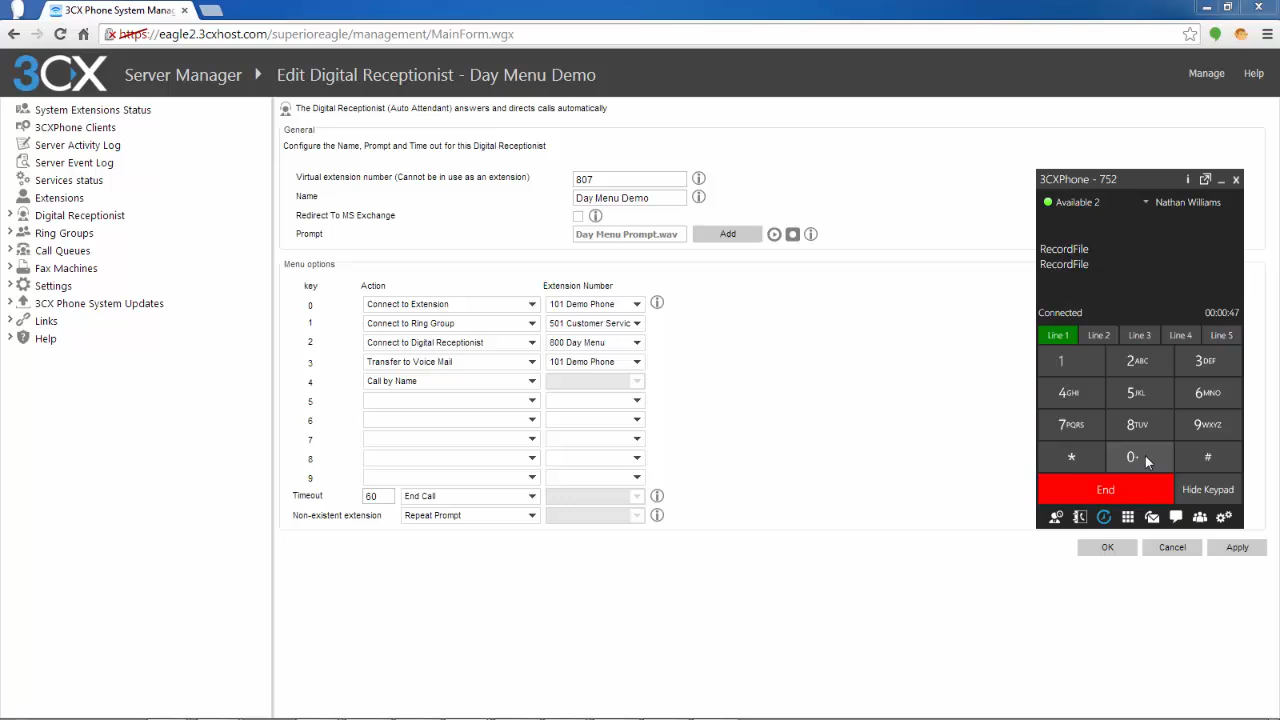 3CX Phone System Manag
https://eagle2.3cxhost.com/superioreagle/management/MainForm.wgx
3CX Server Manager Edit Digital Receptionist - Day Menu Demo Manage Help
System Extensions Status
3CXPhone Clients
Server Activity Log
Server Event Log
Services status
Extensions
Digital Receptionist
Ring Groups
Call Queues
Fax Machines
Settings
3CX Phone System Updates
Links
Help
The Digital Receptionist (Auto Attendant) answers and directs calls automatically
General
Configure the Name, Prompt and Time out for this Digital Receptionist
Virtual extension number (Cannot be in use as an extension) 807
Name Day Menu Demo
Redirect To MS Exchange
Prompt Day Menu Prompt.wav Add
Menu options
key Action Extension Number
0 Connect to Extension 101 Demo Phone
1 Connect to Ring Group 501 Customer Servic
2 Connect to Digital Receptionist 800 Day Menu
3 Transfer to Voice Mail 101 Demo Phone
4 Call by Name
5
6
7
8
9
Timeout 60 End Call
Non-existent extension Repeat Prompt
OK Cancel Apply
3CXPhone - 752
Available 2 Nathan Williams
RecordFile
RecordFile
Connected 00:00:47
Line 1 Line 2 Line 3 Line 4 Line 5
1 2ABC 3DEF
4GHI 5JKL 6MNO
7PQRS 8TUV 9WXYZ
* 0+ #
End Hide Keypad